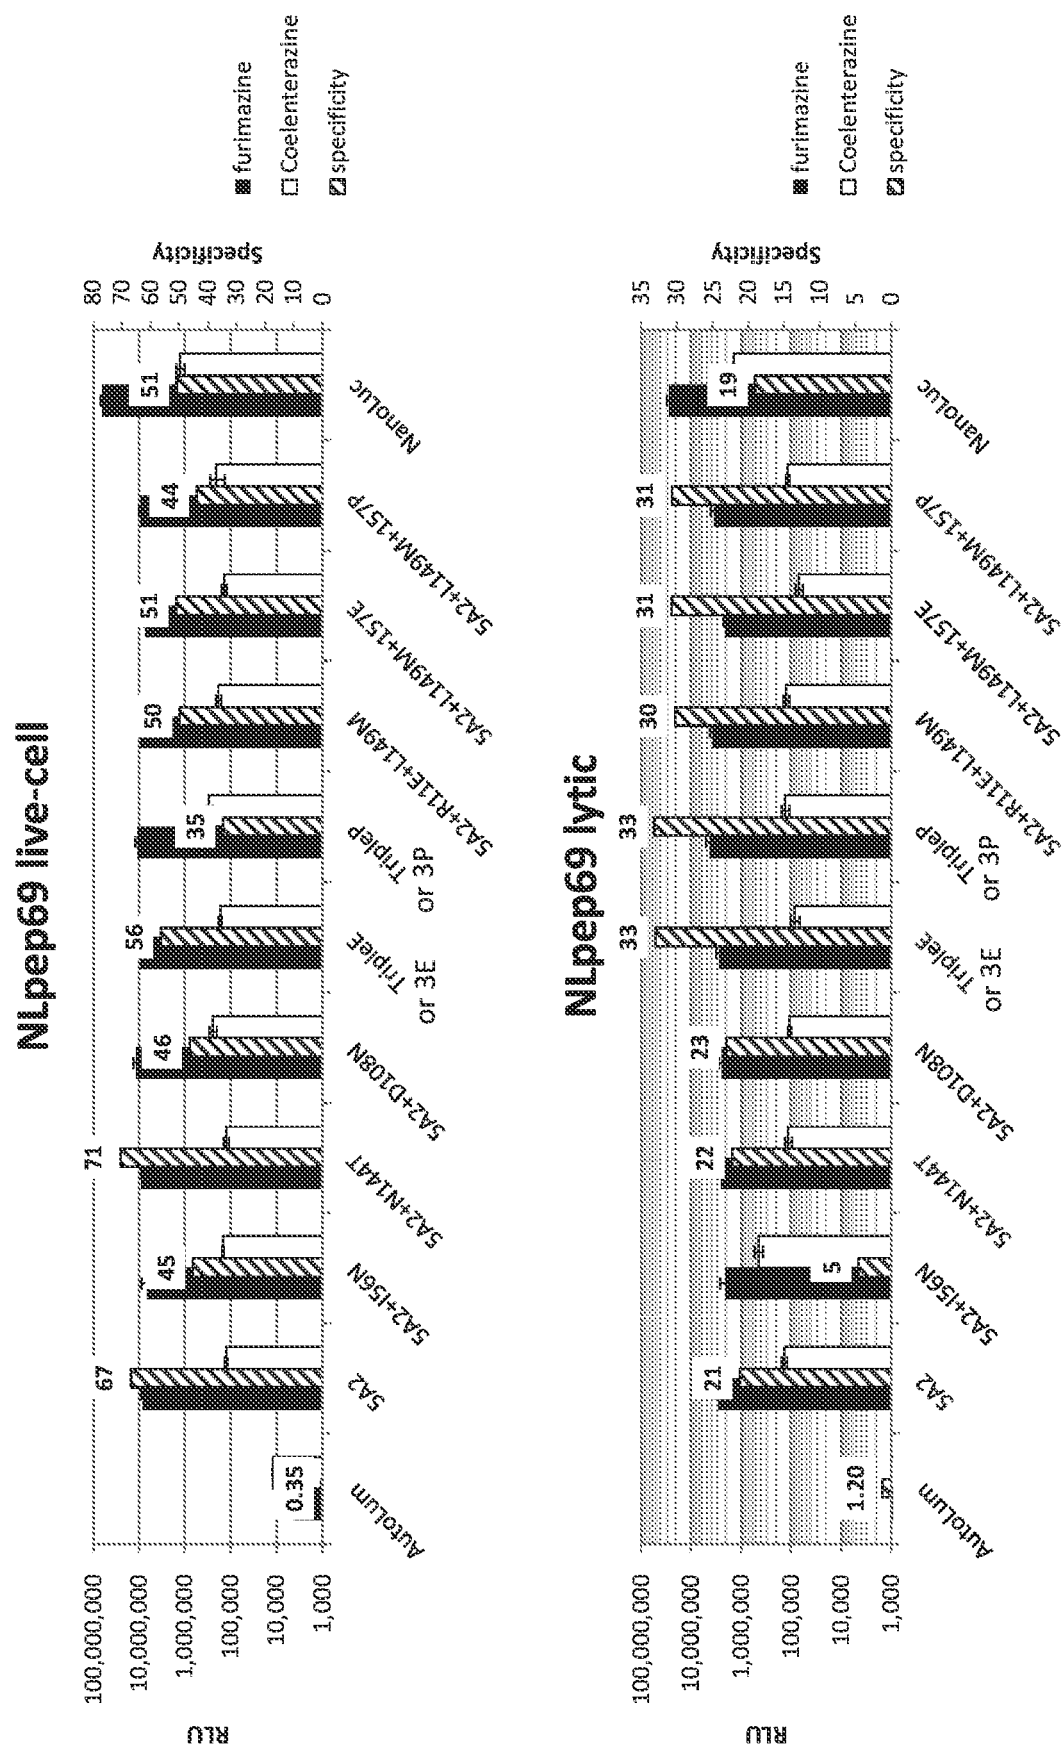 NLpep69 live-cell
RLU
100,000,000
10,000,000
1,000,000
100,000
10,000
1,000
0.35
67
45
71
46
56
35
50
51
44
51
80
70
60
50
40
30
20
10
0
Specificity
furimazine
Coelenterazine
specificity
AutoLum
5A2
5A2+I56N
5A2+N144T
5A2+D108N
TripleE
or 3E
TripleP
or 3P
5A2+R11E+L149M
5A2+L149M+157E
5A2+L149M+157P
NanoLuc
NLpep69 lytic
RLU
100,000,000
10,000,000
1,000,000
100,000
10,000
1,000
1.20
21
5
22
23
33
33
30
31
31
19
35
30
25
20
15
10
5
0
Specificity
furimazine
Coelenterazine
specificity
AutoLum
5A2
5A2+I56N
5A2+N144T
5A2+D108N
TripleE
or 3E
TripleP
or 3P
5A2+R11E+L149M
5A2+L149M+157E
5A2+L149M+157P
NanoLuc